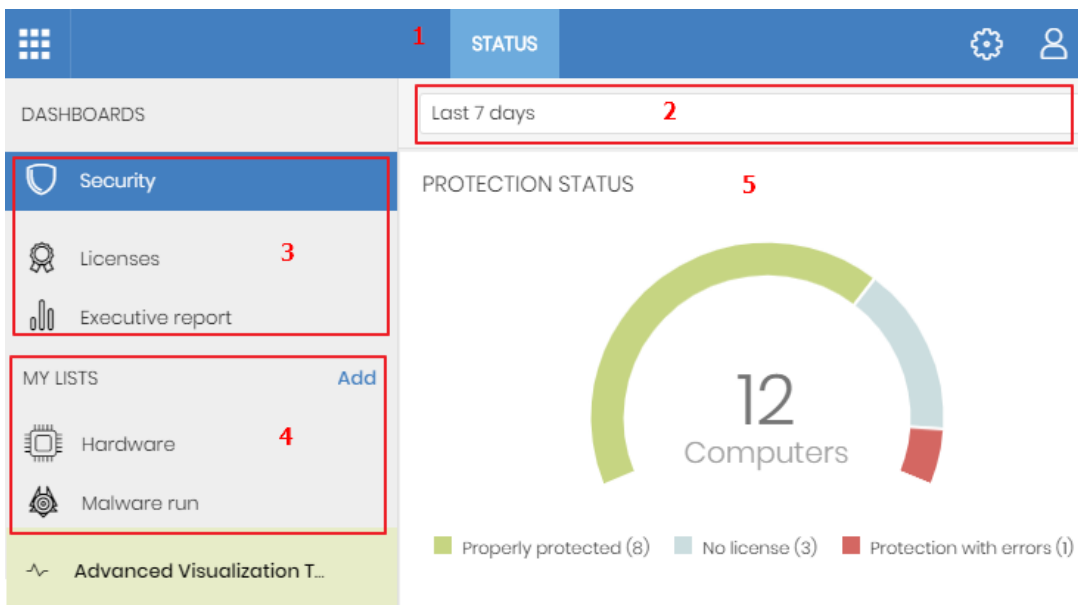 1
STATUS
DASHBOARDS
Last 7 days
2
Security
Licenses
3
Executive report
MY LISTS
Add
Hardware
4
Malware run
Advanced Visualization T...
PROTECTION STATUS
5
12
Computers
Properly protected (8)
No license (3)
Protection with errors (1)